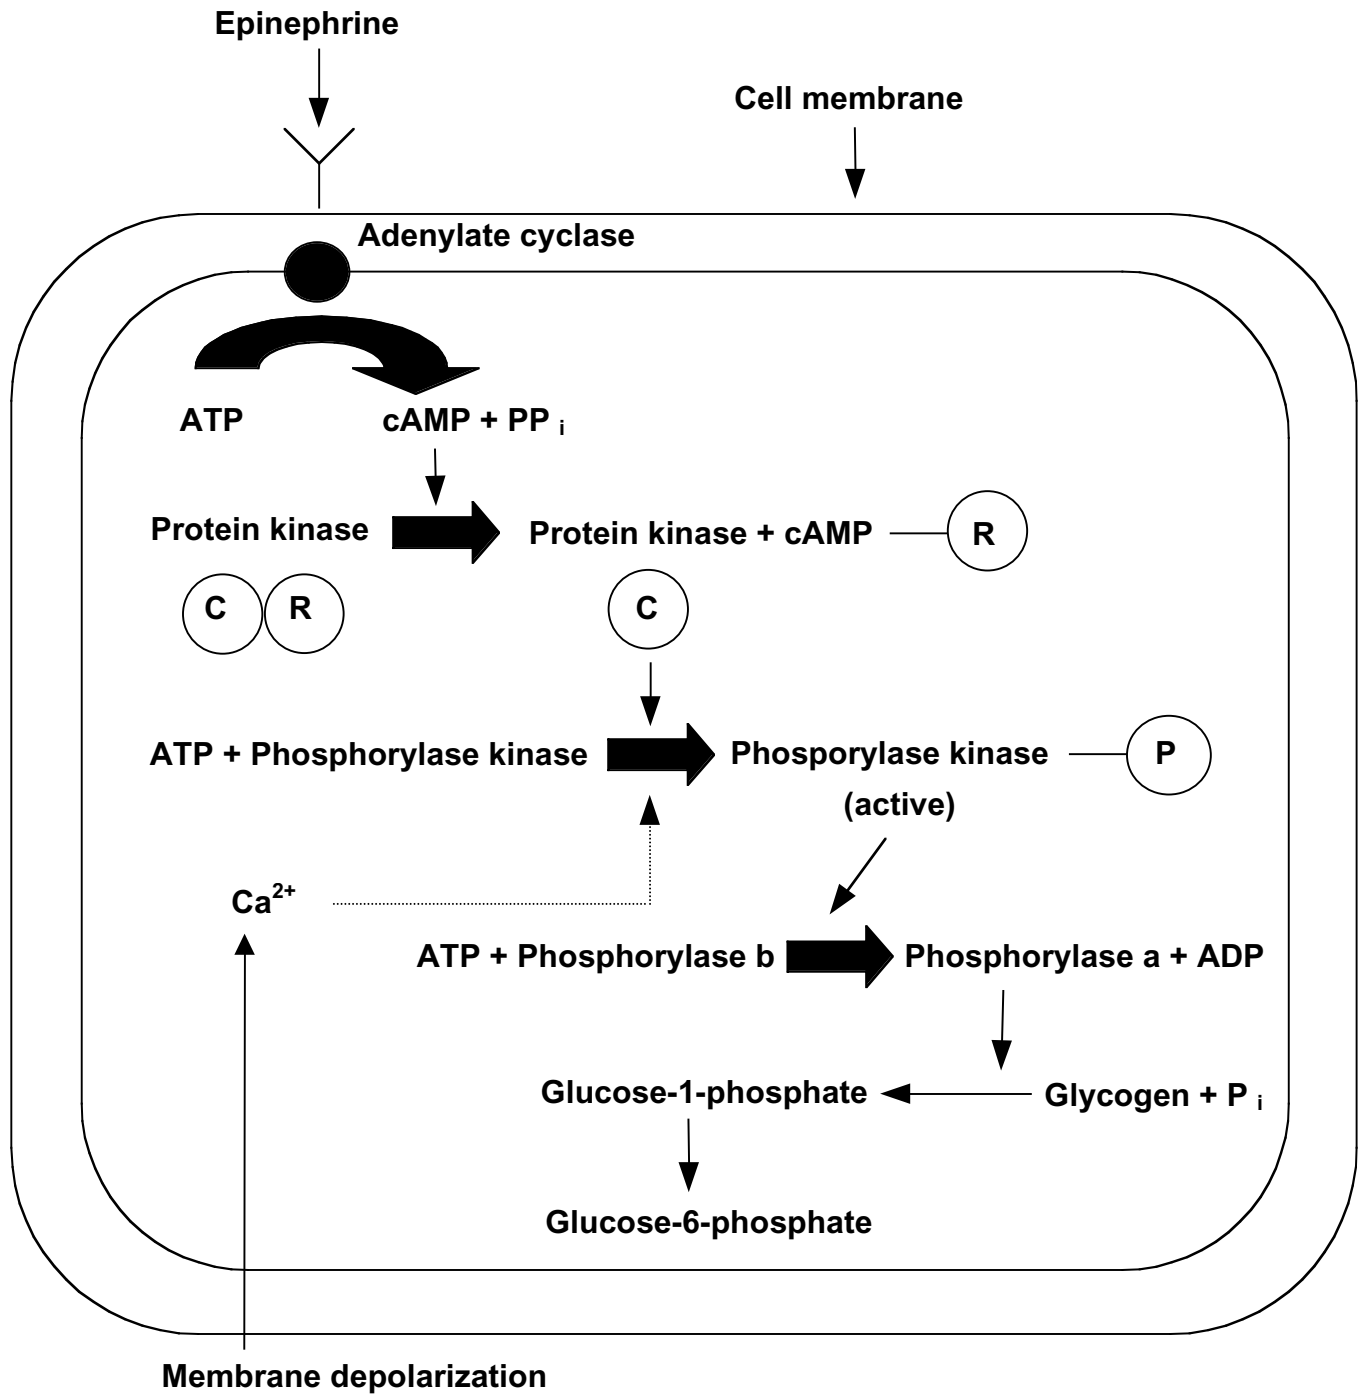 Epinephrine
Cell membrane
Adenylate cyclase
ATP
cAMP + PP i
Protein kinase
Protein kinase + cAMP
R
C
R
C
ATP + Phosphorylase kinase
Phosporylase kinase
P
(active)
Ca2+
ATP + Phosphorylase b
Phosphorylase a + ADP
Glucose-1-phosphate
Glycogen + P i
Glucose-6-phosphate
Membrane depolarization